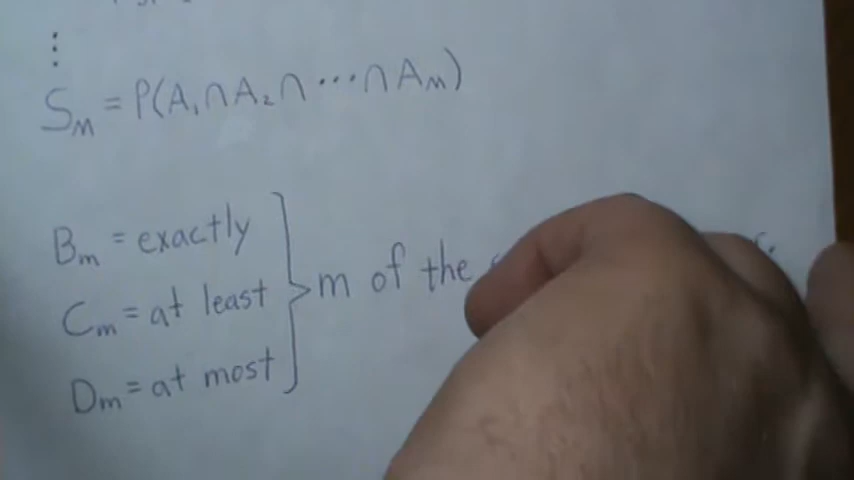 ⋮
S_M = P(A₁∩A₂∩ ⋯ ∩A_M)
B_m = exactly
C_m = at least } m of the
D_m = at most